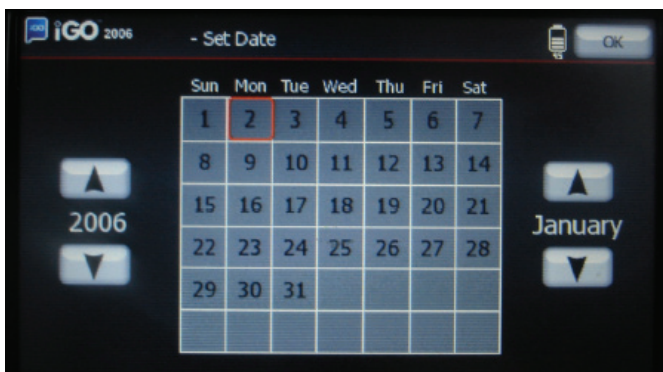 iGO 2006 - Set Date OK
Sun Mon Tue Wed Thu Fri Sat
1 2 3 4 5 6 7
8 9 10 11 12 13 14
15 16 17 18 19 20 21
22 23 24 25 26 27 28
29 30 31
2006
January